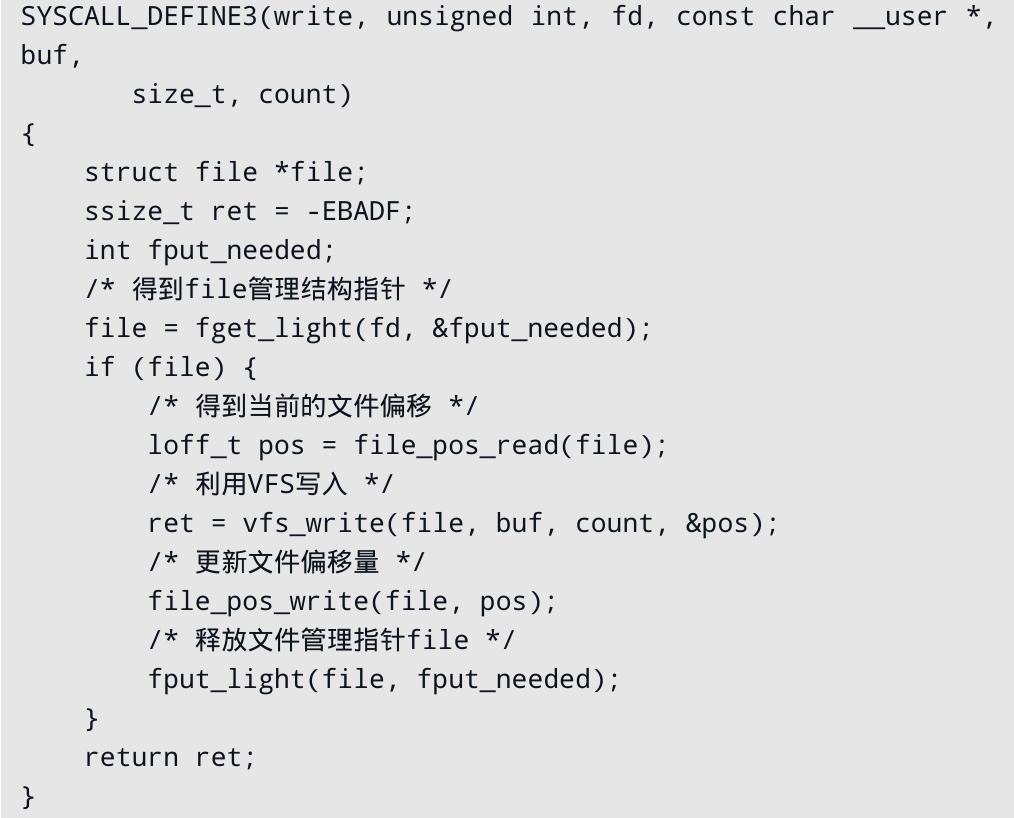 SYSCALL_DEFINE3(write, unsigned int, fd, const char __user *,
buf,
       size_t, count)
{
    struct file *file;
    ssize_t ret = -EBADF;
    int fput_needed;
    /* 得到file管理结构指针 */
    file = fget_light(fd, &fput_needed);
    if (file) {
        /* 得到当前的文件偏移 */
        loff_t pos = file_pos_read(file);
        /* 利用VFS写入 */
        ret = vfs_write(file, buf, count, &pos);
        /* 更新文件偏移量 */
        file_pos_write(file, pos);
        /* 释放文件管理指针file */
        fput_light(file, fput_needed);
    }
    return ret;
}